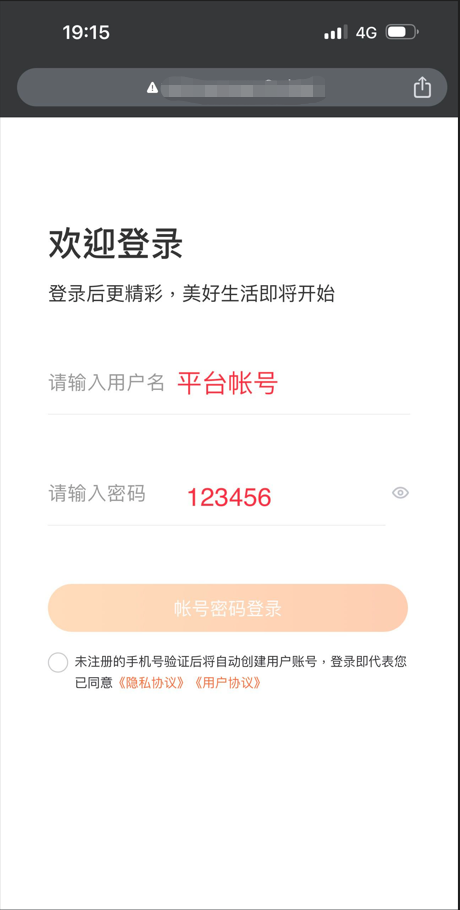 19:15
4G
欢迎登录
登录后更精彩，美好生活即将开始
请输入用户名 平台帐号
请输入密码 123456
帐号密码登录
未注册的手机号验证后将自动创建用户账号，登录即代表您
已同意《隐私协议》《用户协议》